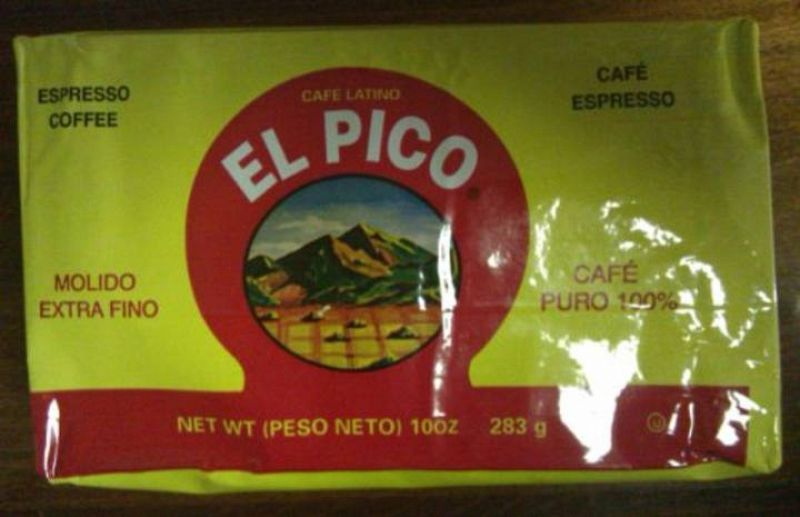 ESPRESSO
COFFEE
CAFE LATINO
EL PICO
CAFÉ
ESPRESSO
MOLIDO
EXTRA FINO
CAFÉ
PURO 100%
NET WT (PESO NETO) 10OZ 283 g
U